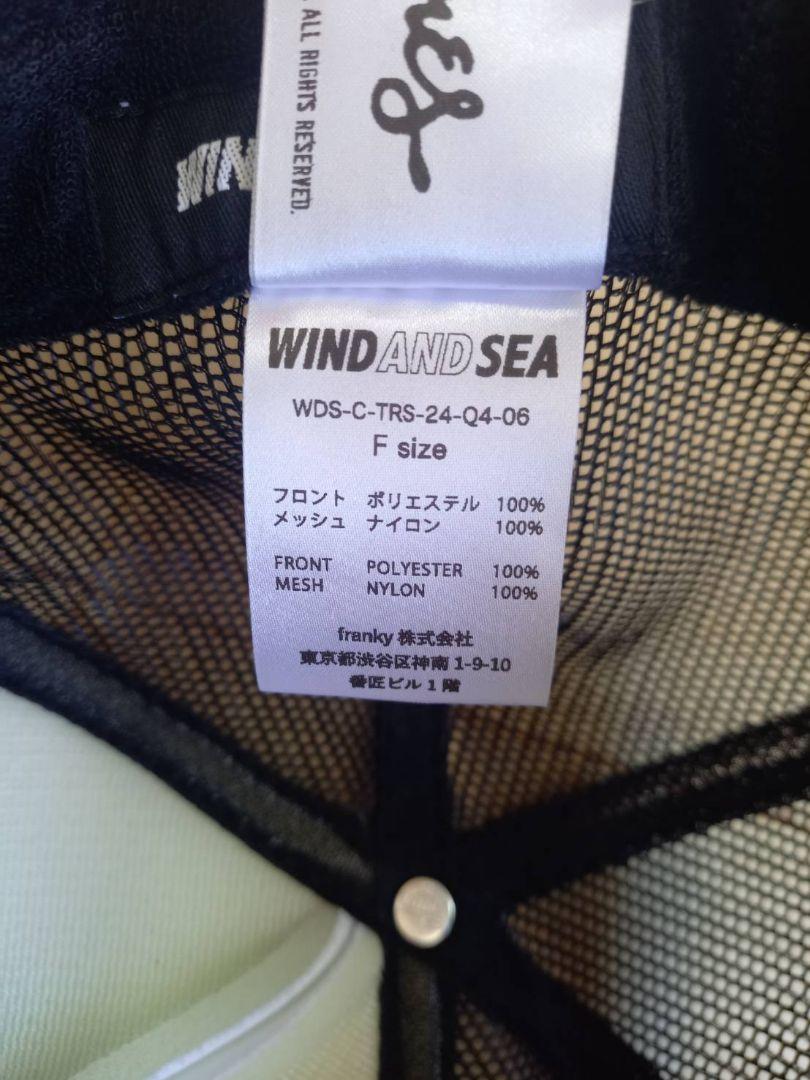 ALL RIGHTS RESERVED.
WIND AND SEA
WDS-C-TRS-24-Q4-06
F size
フロント ポリエステル 100%
メッシュ ナイロン 100%
FRONT POLYESTER 100%
MESH NYLON 100%
franky 株式会社
東京都渋谷区神南 1-9-10
番匠ビル 1 階